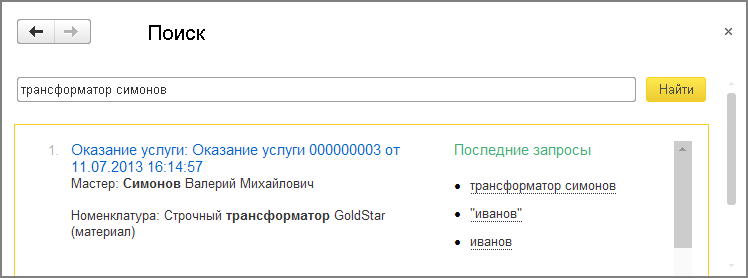 Поиск
трансформатор симонов
Найти
1. Оказание услуги: Оказание услуги 000000003 от
11.07.2013 16:14:57
Мастер: Симонов Валерий Михайлович
Номенклатура: Строчный трансформатор GoldStar
(материал)
Последние запросы
трансформатор симонов
"иванов"
иванов